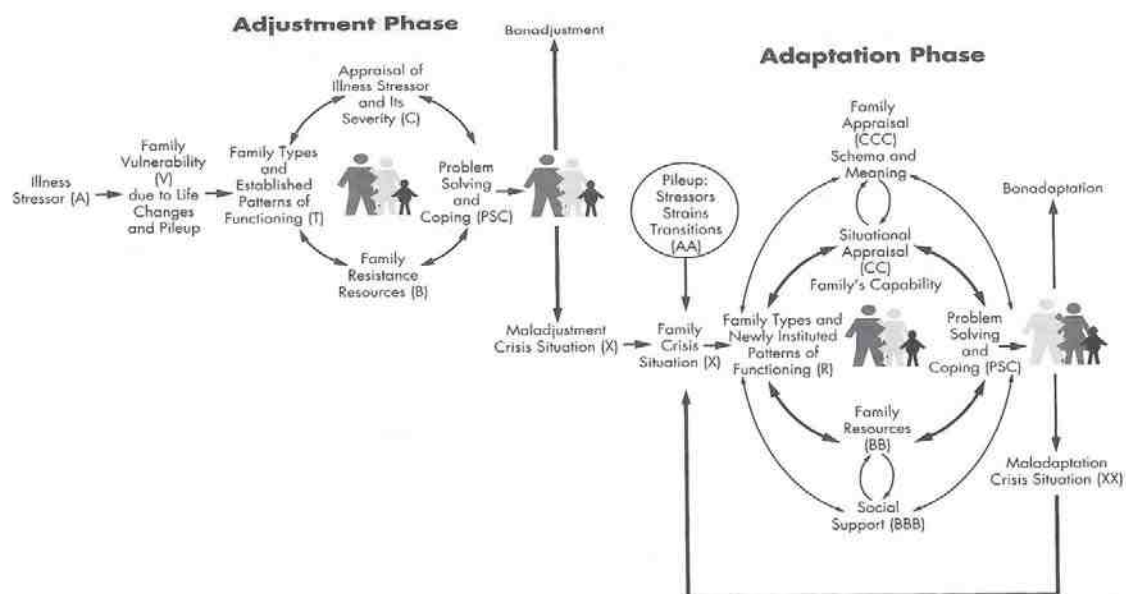 Adjustment Phase
Bonadjustment
Appraisal of
Illness Stressor
and Its
Severity (C)
Illness
Stressor (A)
Family
Vulnerability
(V)
due to Life
Changes
and Pileup
Family Types
and
Established
Patterns of
Functioning (T)
Problem
Solving
and
Coping (PSC)
Family
Resistance
Resources (B)
Maladjustment
Crisis Situation (X)
Adaptation Phase
Pileup:
Stressors
Strains
Transitions
(AA)
Family
Crisis
Situation (X)
Family
Appraisal
(CCC)
Schema and
Meaning
Situational
Appraisal
(CC)
Family's Capability
Family Types and
Newly Instituted
Patterns of
Functioning (R)
Problem
Solving
and
Coping (PSC)
Family
Resources
(BB)
Social
Support (BBB)
Bonadaptation
Maladaptation
Crisis Situation (XX)